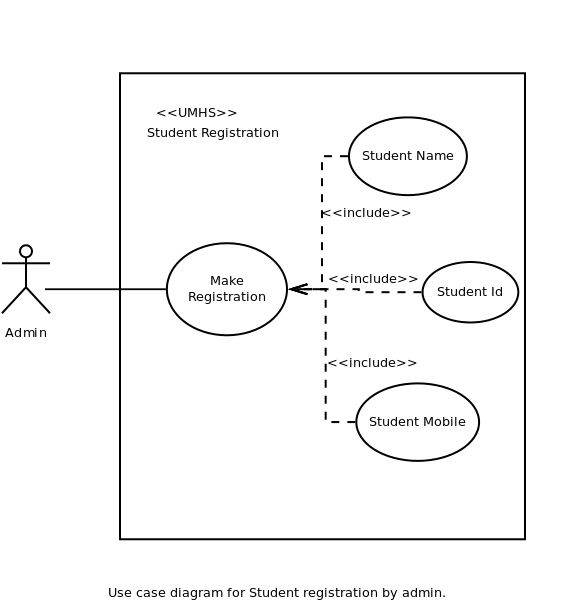 <<UMHS>>
Student Registration
Student Name
<<include>>
Make
Registration
<<include>>
Student Id
Admin
<<include>>
Student Mobile
Use case diagram for Student registration by admin.